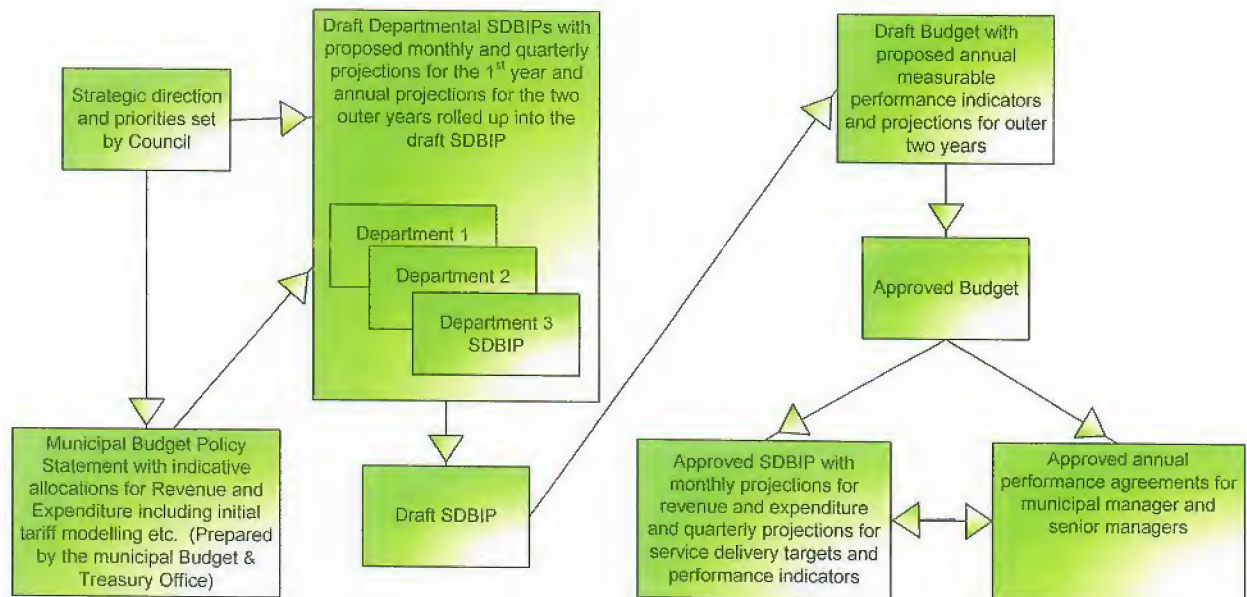 Strategic direction
and priorities set
by Council
Municipal Budget Policy
Statement with indicative
allocations for Revenue and
Expenditure including initial
tariff modelling etc. (Prepared
by the municipal Budget &
Treasury Office)
Draft Departmental SDBIPs with
proposed monthly and quarterly
projections for the 1st year and
annual projections for the two
outer years rolled up into the
draft SDBIP
Department 1
Department 2
Department 3
SDBIP
Draft SDBIP
Draft Budget with
proposed annual
measurable
performance indicators
and projections for outer
two years
Approved Budget
Approved SDBIP with
monthly projections for
revenue and expenditure
and quarterly projections for
service delivery targets and
performance indicators
Approved annual
performance agreements for
municipal manager and
senior managers